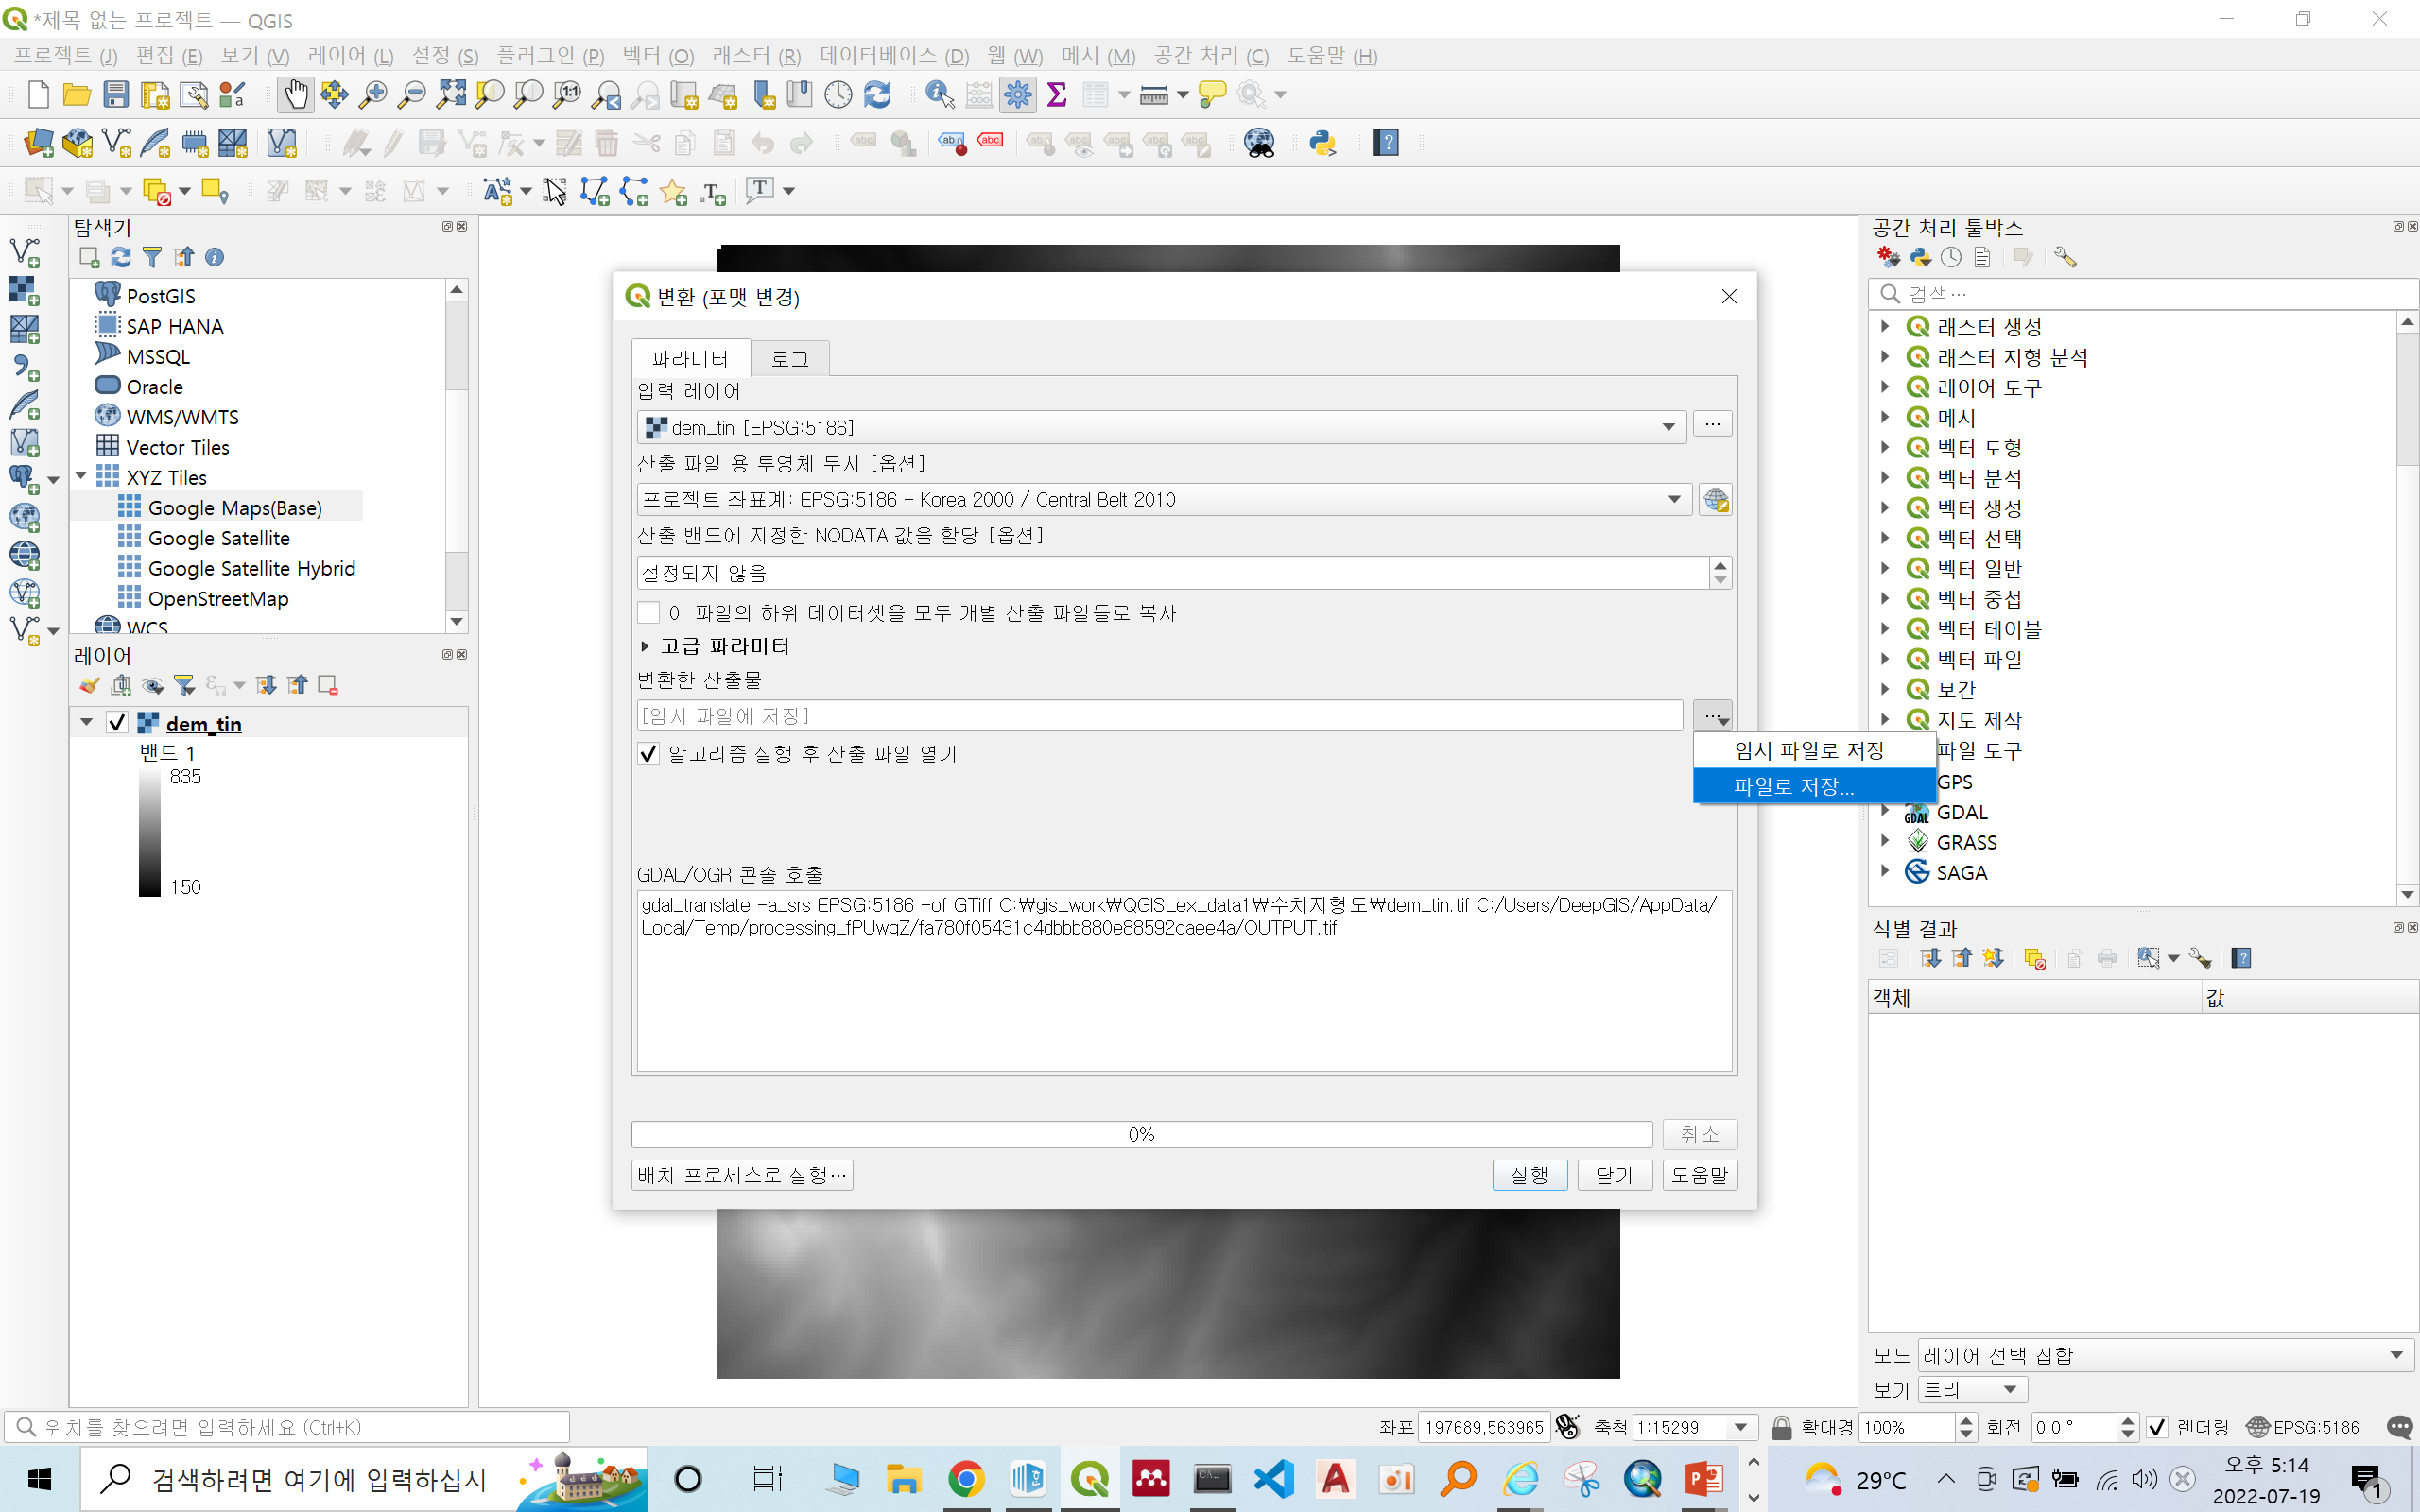 *제목 없는 프로젝트 — QGIS
프로젝트 (J) 편집 (E) 보기 (V) 레이어 (L) 설정 (S) 플러그인 (P) 벡터 (O) 래스터 (R) 데이터베이스 (D) 웹 (W) 메시 (M) 공간 처리 (C) 도움말 (H)
탐색기
PostGIS
SAP HANA
MSSQL
Oracle
WMS/WMTS
Vector Tiles
XYZ Tiles
Google Maps(Base)
Google Satellite
Google Satellite Hybrid
OpenStreetMap
WCS
레이어
dem_tin
밴드 1
835
150
변환 (포맷 변경)
파라미터 로그
입력 레이어
dem_tin [EPSG:5186]
산출 파일 용 투영체 무시 [옵션]
프로젝트 좌표계: EPSG:5186 - Korea 2000 / Central Belt 2010
산출 밴드에 지정한 NODATA 값을 할당 [옵션]
설정되지 않음
이 파일의 하위 데이터셋을 모두 개별 산출 파일들로 복사
고급 파라미터
변환한 산출물
[임시 파일에 저장]
알고리즘 실행 후 산출 파일 열기
임시 파일로 저장
파일로 저장...
GDAL/OGR 콘솔 호출
gdal_translate -a_srs EPSG:5186 -of GTiff C:₩gis_work₩QGIS_ex_data1₩수치지형도₩dem_tin.tif C:/Users/DeepGIS/AppData/
Local/Temp/processing_fPUwqZ/fa780f05431c4dbbb880e88592caee4a/OUTPUT.tif
0%
취소
배치 프로세스로 실행…
실행 닫기 도움말
공간 처리 툴박스
검색…
래스터 생성
래스터 지형 분석
레이어 도구
메시
벡터 도형
벡터 분석
벡터 생성
벡터 선택
벡터 일반
벡터 중첩
벡터 테이블
벡터 파일
보간
지도 제작
파일 도구
GPS
GDAL
GRASS
SAGA
식별 결과
객체 값
모드 레이어 선택 집합
보기 트리
위치를 찾으려면 입력하세요 (Ctrl+K)
좌표 197689,563965 축척 1:15299 확대경 100% 회전 0.0 ° 렌더링 EPSG:5186
검색하려면 여기에 입력하십시
29°C
오후 5:14
2022-07-19
1